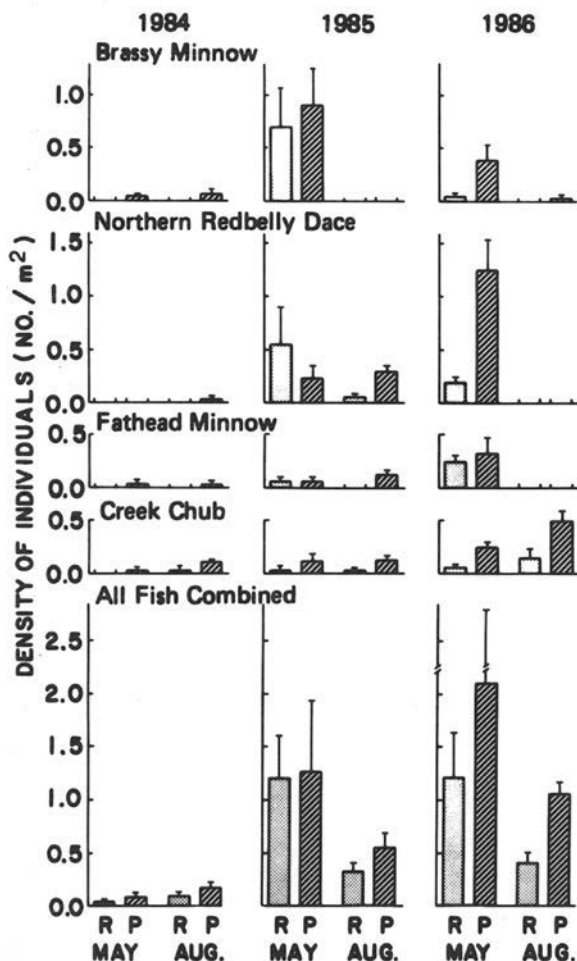 1984 1985 1986
Brassy Minnow
1.0
0.5
0.0
Northern Redbelly Dace
1.5
1.0
0.5
0.0
Fathead Minnow
0.5
0.0
Creek Chub
0.5
0.0
All Fish Combined
2.5
2.0
1.5
1.0
0.5
0.0
DENSITY OF INDIVIDUALS (NO./m²)
R P R P R P R P R P R P
MAY AUG. MAY AUG. MAY AUG.